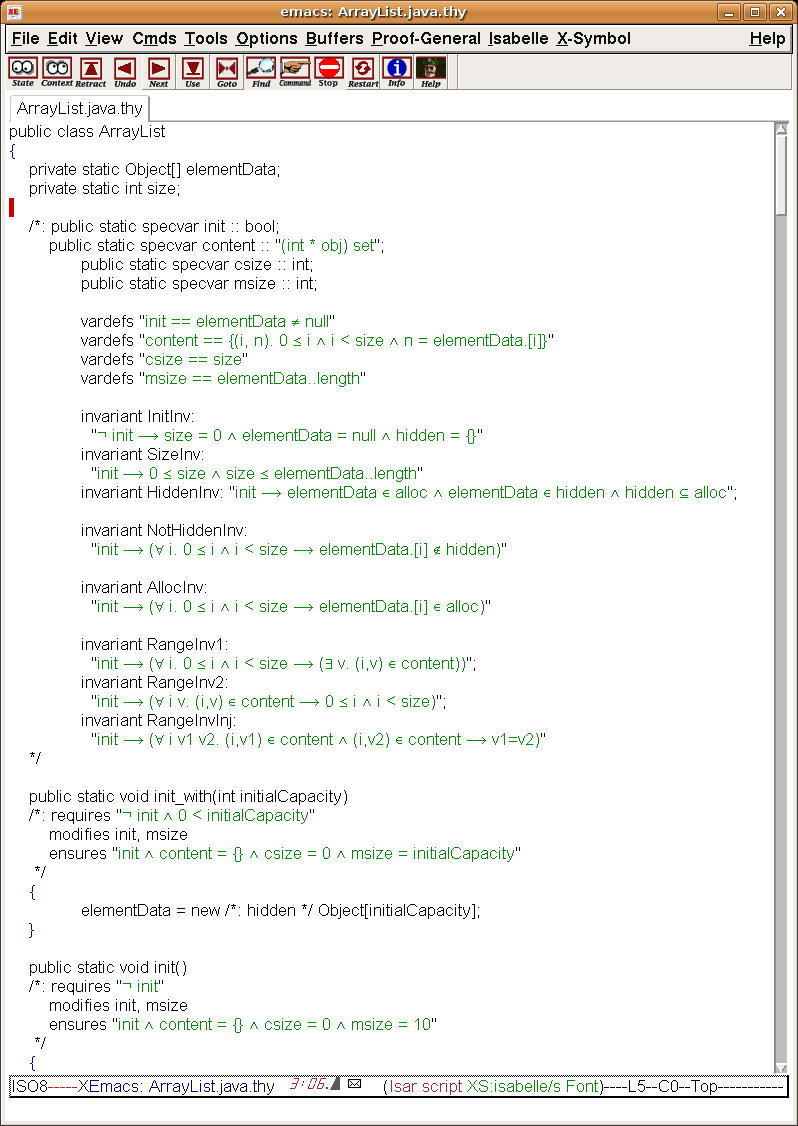 emacs: ArrayList.java.thy
File Edit View Cmds Tools Options Buffers Proof-General Isabelle X-Symbol Help
State Context Retract Undo Next Use Goto Find Command Stop Restart Info Help
ArrayList.java.thy
public class ArrayList
{
private static Object[] elementData;
private static int size;
/*: public static specvar init :: bool;
public static specvar content :: "(int * obj) set";
public static specvar csize :: int;
public static specvar msize :: int;
vardefs "init == elementData ≠ null"
vardefs "content == {(i, n). 0 ≤ i ∧ i < size ∧ n = elementData.[i]}"
vardefs "csize == size"
vardefs "msize == elementData..length"
invariant InitInv:
"¬ init ⟶ size = 0 ∧ elementData = null ∧ hidden = {}"
invariant SizeInv:
"init ⟶ 0 ≤ size ∧ size ≤ elementData..length"
invariant HiddenInv: "init ⟶ elementData ∈ alloc ∧ elementData ∈ hidden ∧ hidden ⊆ alloc";
invariant NotHiddenInv:
"init ⟶ (∀ i. 0 ≤ i ∧ i < size ⟶ elementData.[i] ∉ hidden)"
invariant AllocInv:
"init ⟶ (∀ i. 0 ≤ i ∧ i < size ⟶ elementData.[i] ∈ alloc)"
invariant RangeInv1:
"init ⟶ (∀ i. 0 ≤ i ∧ i < size ⟶ (∃ v. (i,v) ∈ content))";
invariant RangeInv2:
"init ⟶ (∀ i v. (i,v) ∈ content ⟶ 0 ≤ i ∧ i < size)";
invariant RangeInvInj:
"init ⟶ (∀ i v1 v2. (i,v1) ∈ content ∧ (i,v2) ∈ content ⟶ v1=v2)"
*/
public static void init_with(int initialCapacity)
/*: requires "¬ init ∧ 0 < initialCapacity"
modifies init, msize
ensures "init ∧ content = {} ∧ csize = 0 ∧ msize = initialCapacity"
*/
{
elementData = new /*: hidden */ Object[initialCapacity];
}
public static void init()
/*: requires "¬ init"
modifies init, msize
ensures "init ∧ content = {} ∧ csize = 0 ∧ msize = 10"
*/
{
ISO8-----XEmacs: ArrayList.java.thy 3:06 (Isar script XS:isabelle/s Font)----L5--C0--Top-----------